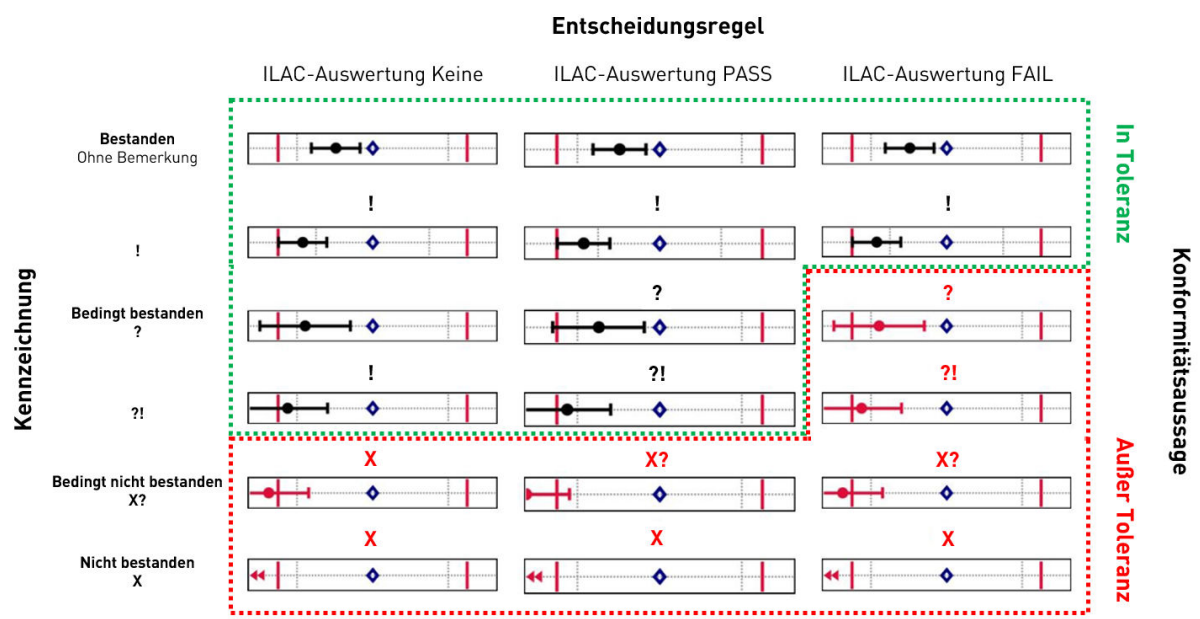 Entscheidungsregel
ILAC-Auswertung Keine
ILAC-Auswertung PASS
ILAC-Auswertung FAIL
Kennzeichnung
Konformitätsaussage
In Toleranz
Außer Toleranz
Bestanden
Ohne Bemerkung
!
! ! !
Bedingt bestanden
?
? ?
?!
! ?! ?!
Bedingt nicht bestanden
X?
X X? X?
Nicht bestanden
X
X X X